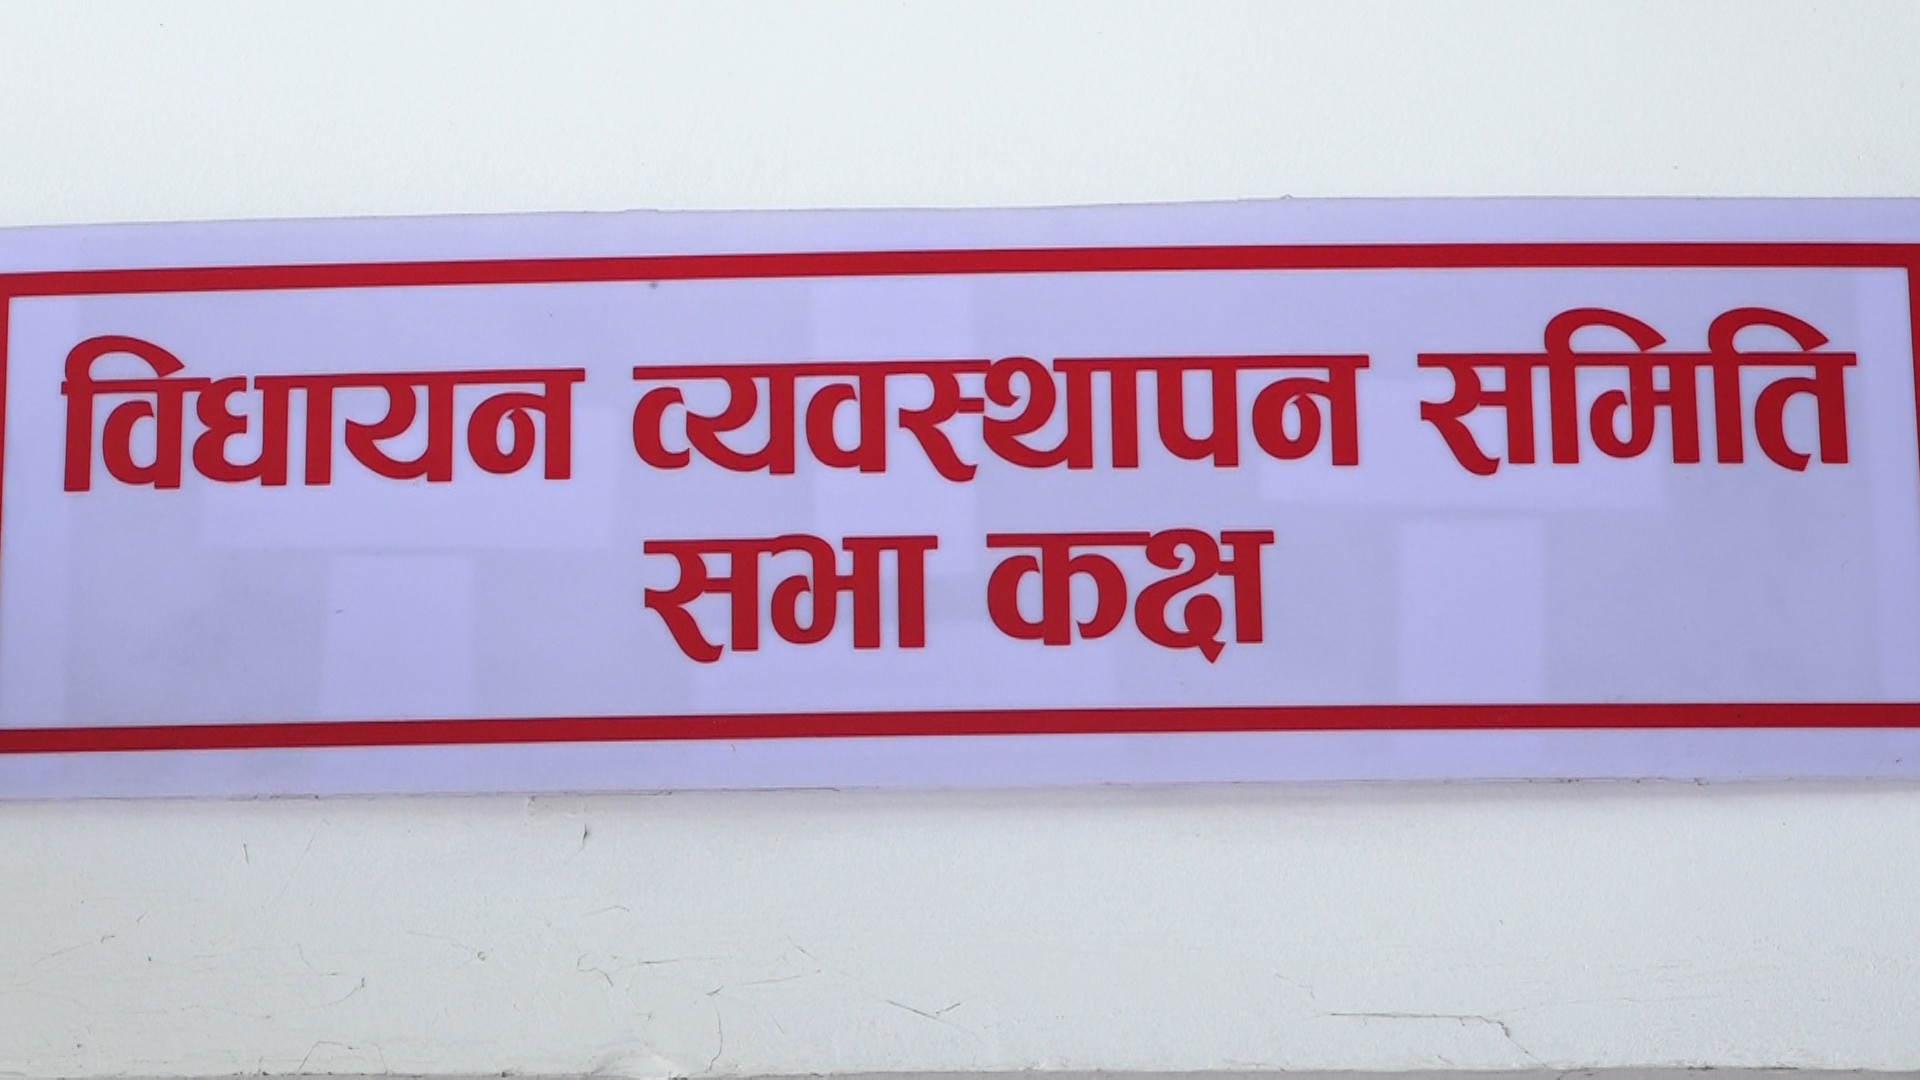 विधायन व्यवस्थापन समिति
सभा कक्ष